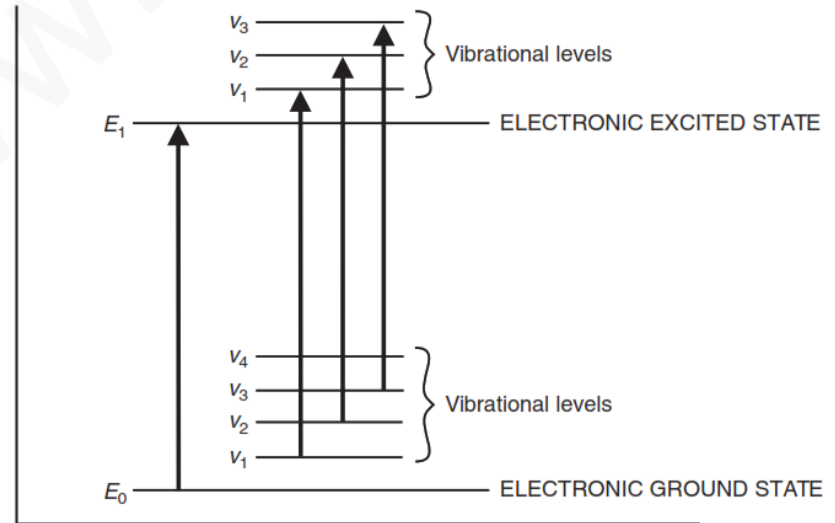 v3
v2
v1
Vibrational levels
E1
ELECTRONIC EXCITED STATE
v4
v3
v2
v1
Vibrational levels
E0
ELECTRONIC GROUND STATE